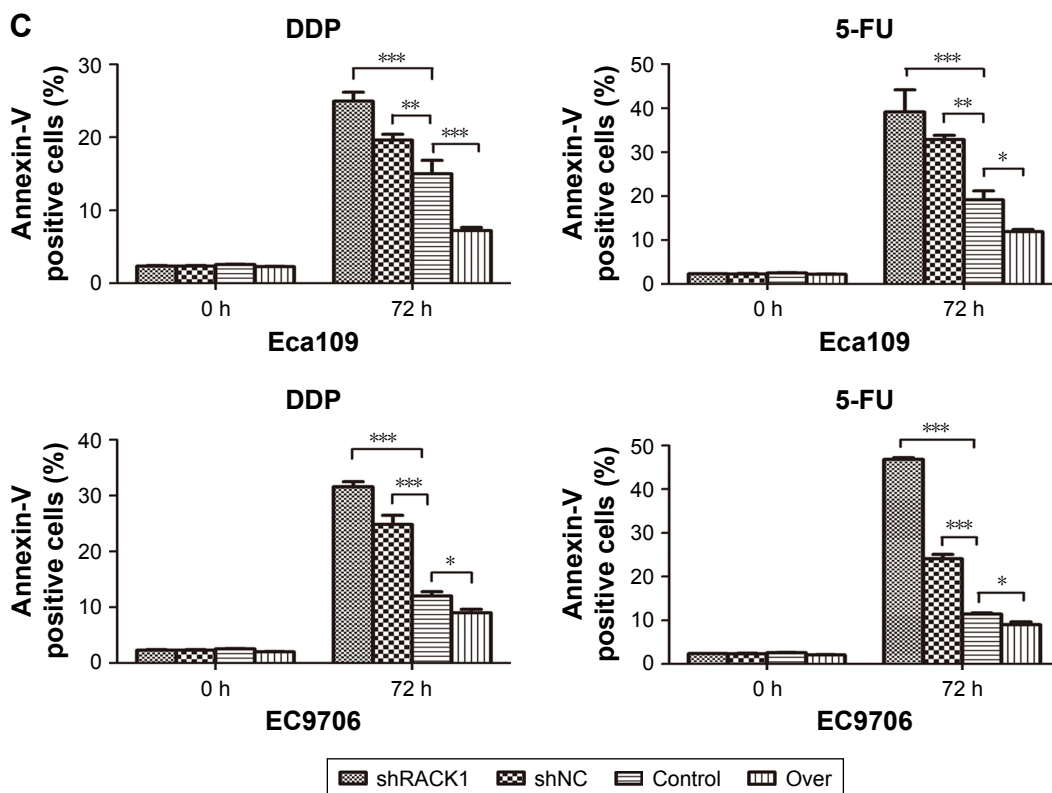 C
DDP
Annexin-V
positive cells (%)
30
20
10
0
***
**
***
0 h
72 h
Eca109
5-FU
Annexin-V
positive cells (%)
50
40
30
20
10
0
***
**
*
0 h
72 h
Eca109
DDP
Annexin-V
positive cells (%)
40
30
20
10
0
***
***
*
0 h
72 h
EC9706
5-FU
Annexin-V
positive cells (%)
50
40
30
20
10
0
***
***
*
0 h
72 h
EC9706
shRACK1 shNC Control Over